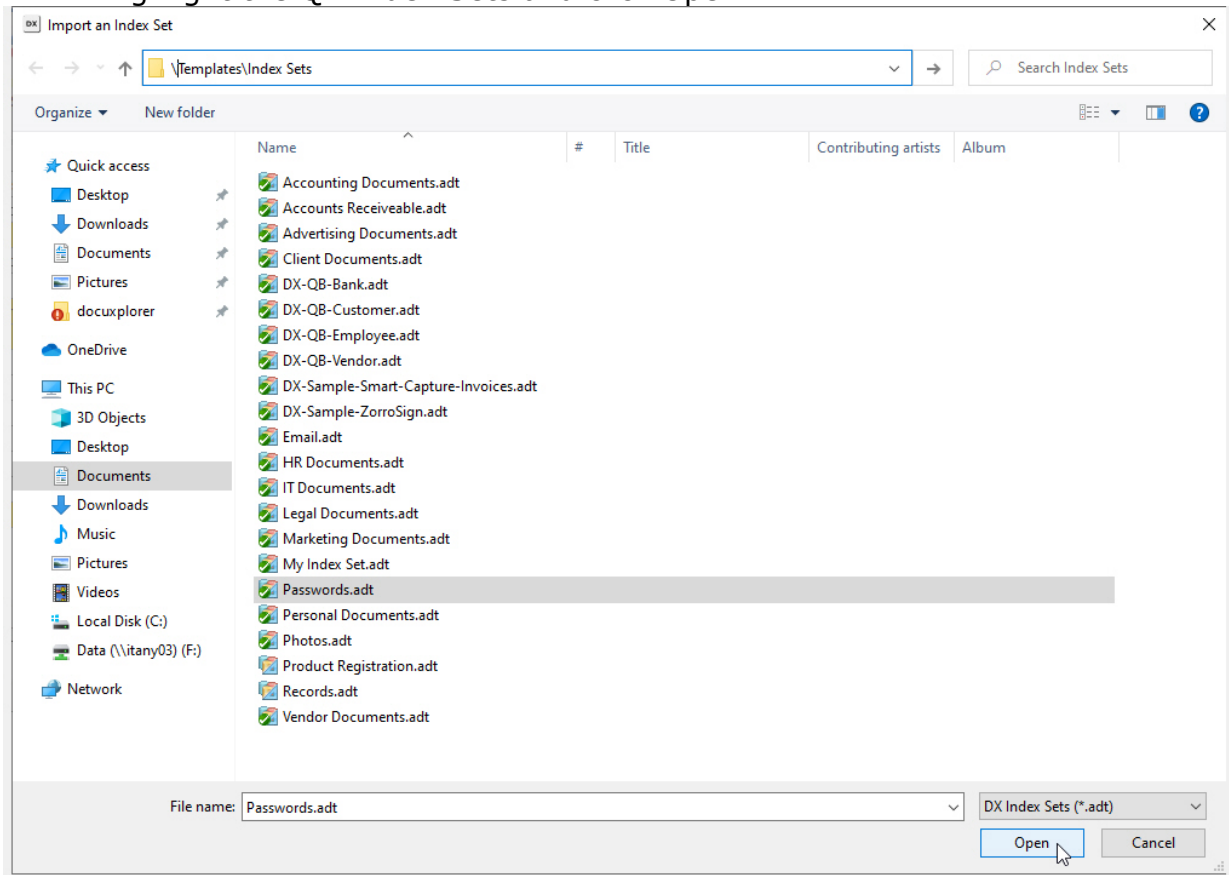 Import an Index Set
\Templates\Index Sets
Search Index Sets
Organize
New folder
Name # Title Contributing artists Album
Quick access
Desktop
Downloads
Documents
Pictures
docuxplorer
OneDrive
This PC
3D Objects
Desktop
Documents
Downloads
Music
Pictures
Videos
Local Disk (C:)
Data (\\itany03) (F:)
Network
Accounting Documents.adt
Accounts Receiveable.adt
Advertising Documents.adt
Client Documents.adt
DX-QB-Bank.adt
DX-QB-Customer.adt
DX-QB-Employee.adt
DX-QB-Vendor.adt
DX-Sample-Smart-Capture-Invoices.adt
DX-Sample-ZorroSign.adt
Email.adt
HR Documents.adt
IT Documents.adt
Legal Documents.adt
Marketing Documents.adt
My Index Set.adt
Passwords.adt
Personal Documents.adt
Photos.adt
Product Registration.adt
Records.adt
Vendor Documents.adt
File name: Passwords.adt
DX Index Sets (*.adt)
Open
Cancel